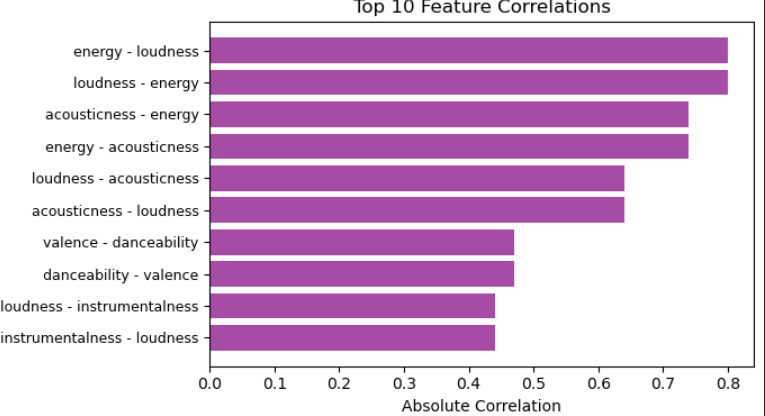 Top 10 Feature Correlations
energy - loudness
loudness - energy
acousticness - energy
energy - acousticness
loudness - acousticness
acousticness - loudness
valence - danceability
danceability - valence
loudness - instrumentalness
instrumentalness - loudness
0.0 0.1 0.2 0.3 0.4 0.5 0.6 0.7 0.8
Absolute Correlation